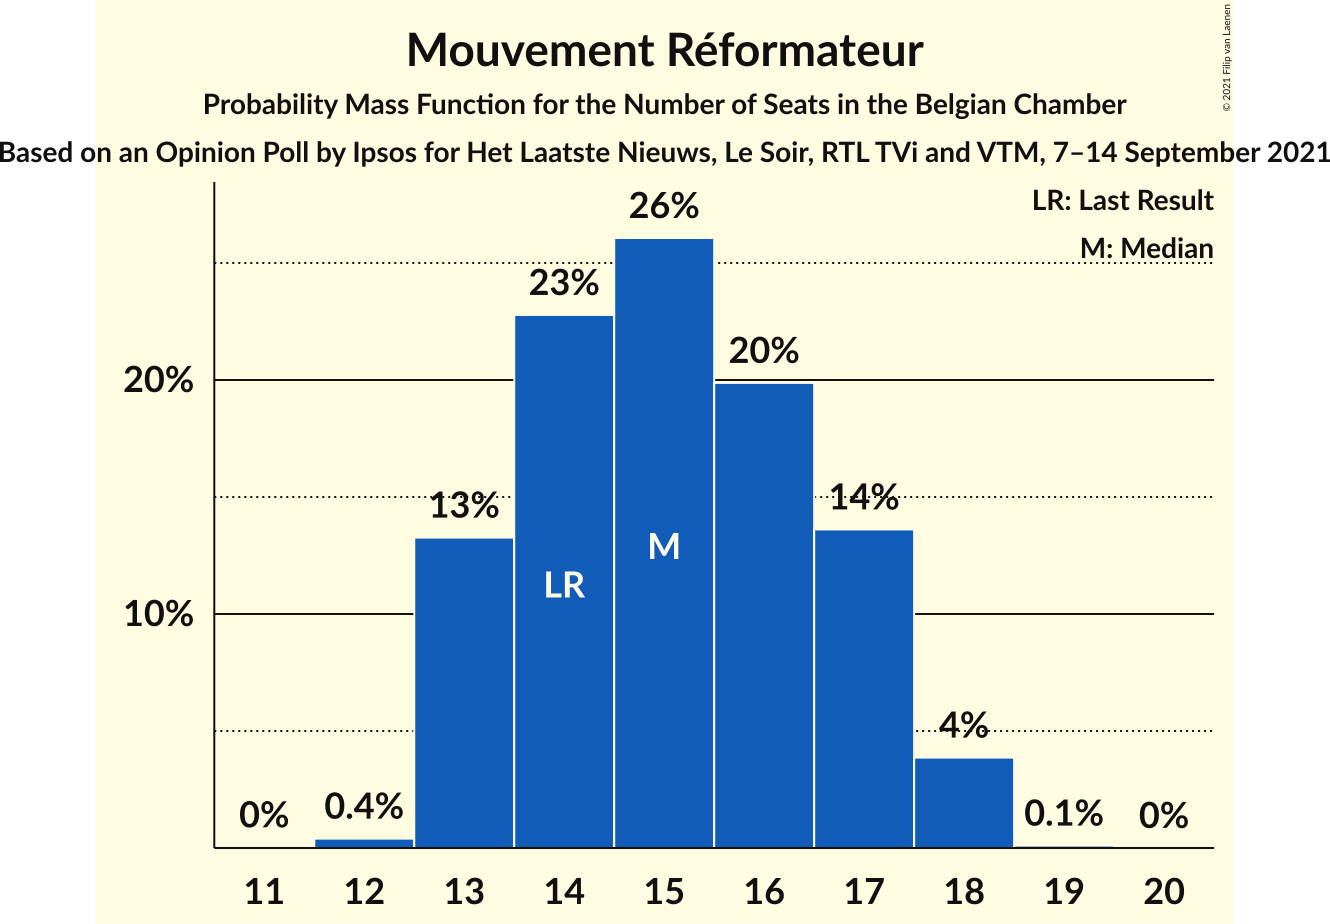 Mouvement Réformateur
Probability Mass Function for the Number of Seats in the Belgian Chamber
Based on an Opinion Poll by Ipsos for Het Laatste Nieuws, Le Soir, RTL TVi and VTM, 7–14 September 2021
© 2021 Filip van Laenen
LR: Last Result
M: Median
26%
23%
20%
20%
13%
14%
M
LR
10%
4%
0%
0.4%
0.1%
0%
11 12 13 14 15 16 17 18 19 20